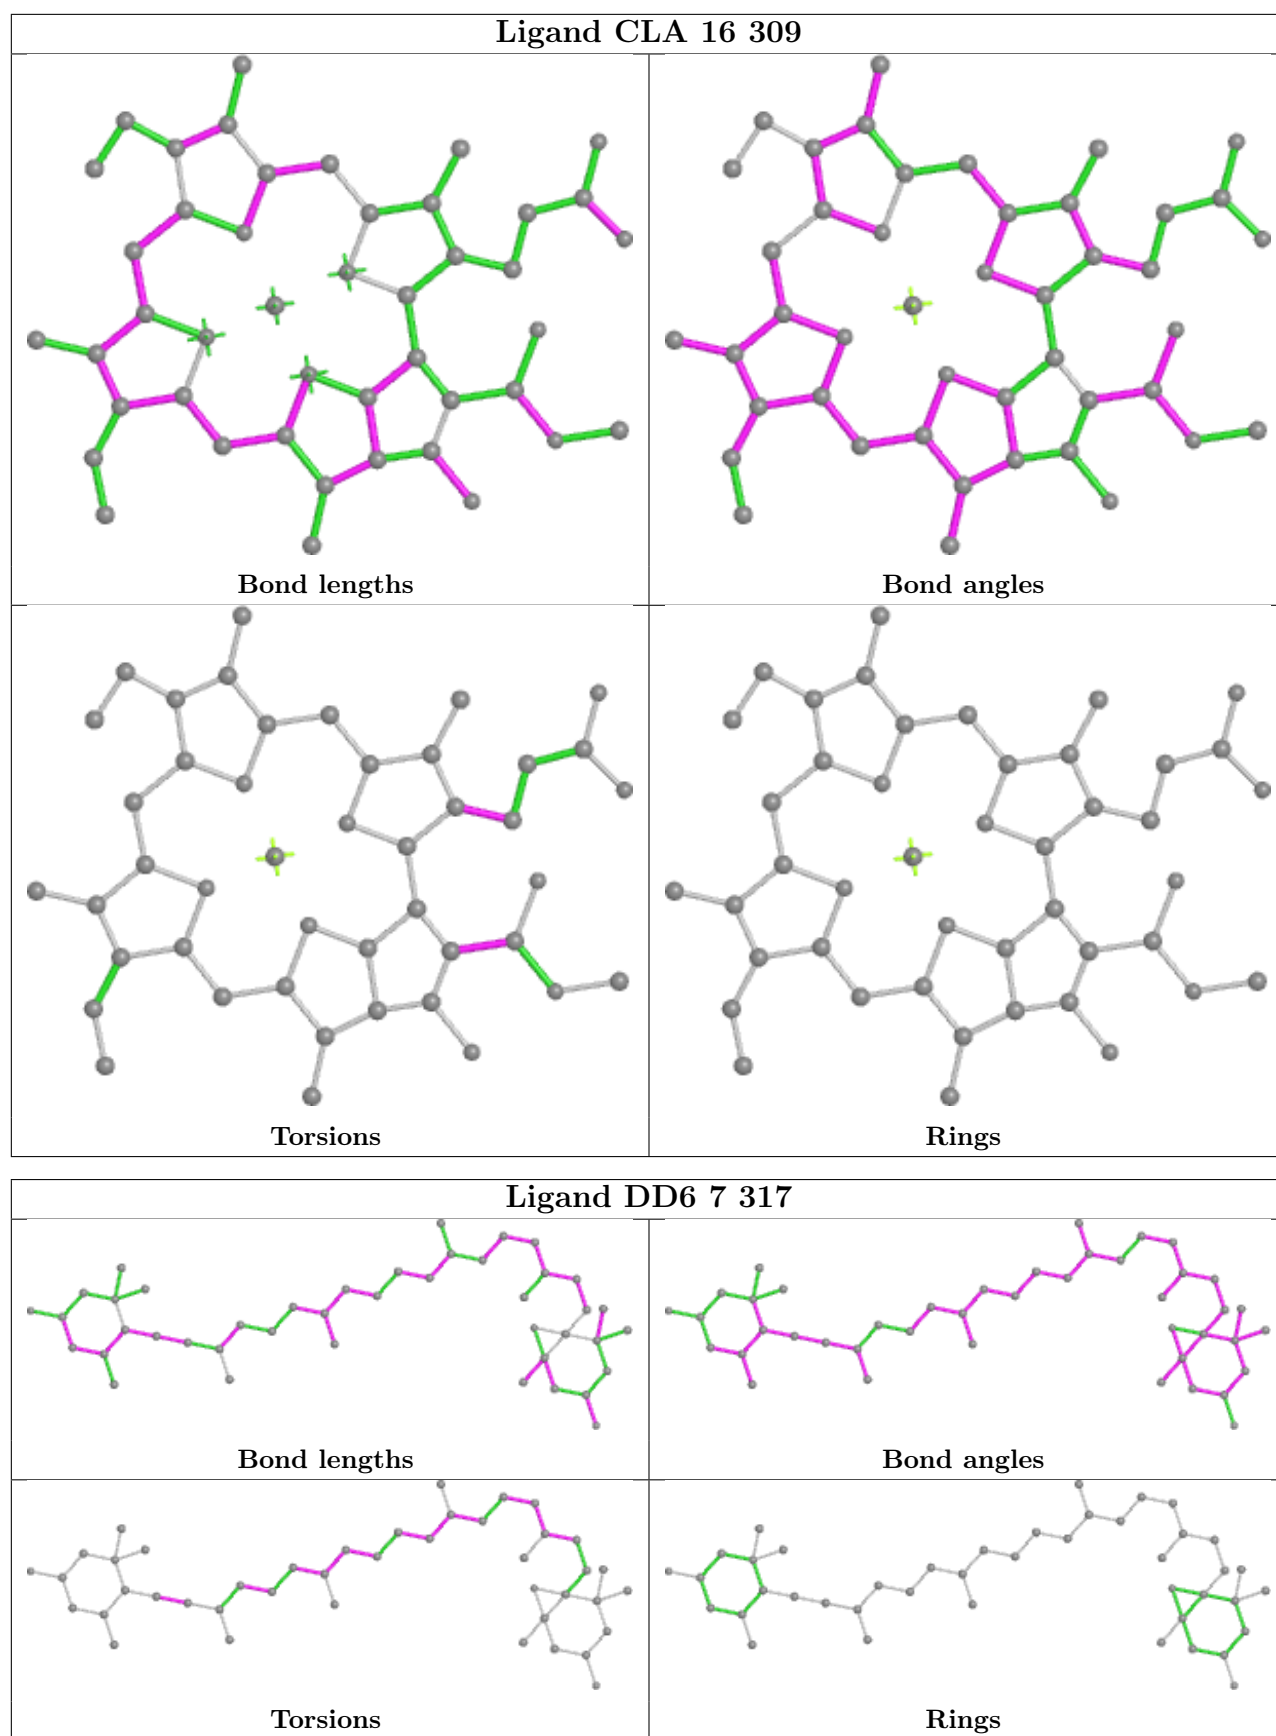 Ligand CLA 16 309
Bond lengths
Bond angles
Torsions
Rings
Ligand DD6 7 317
Bond lengths
Bond angles
Torsions
Rings